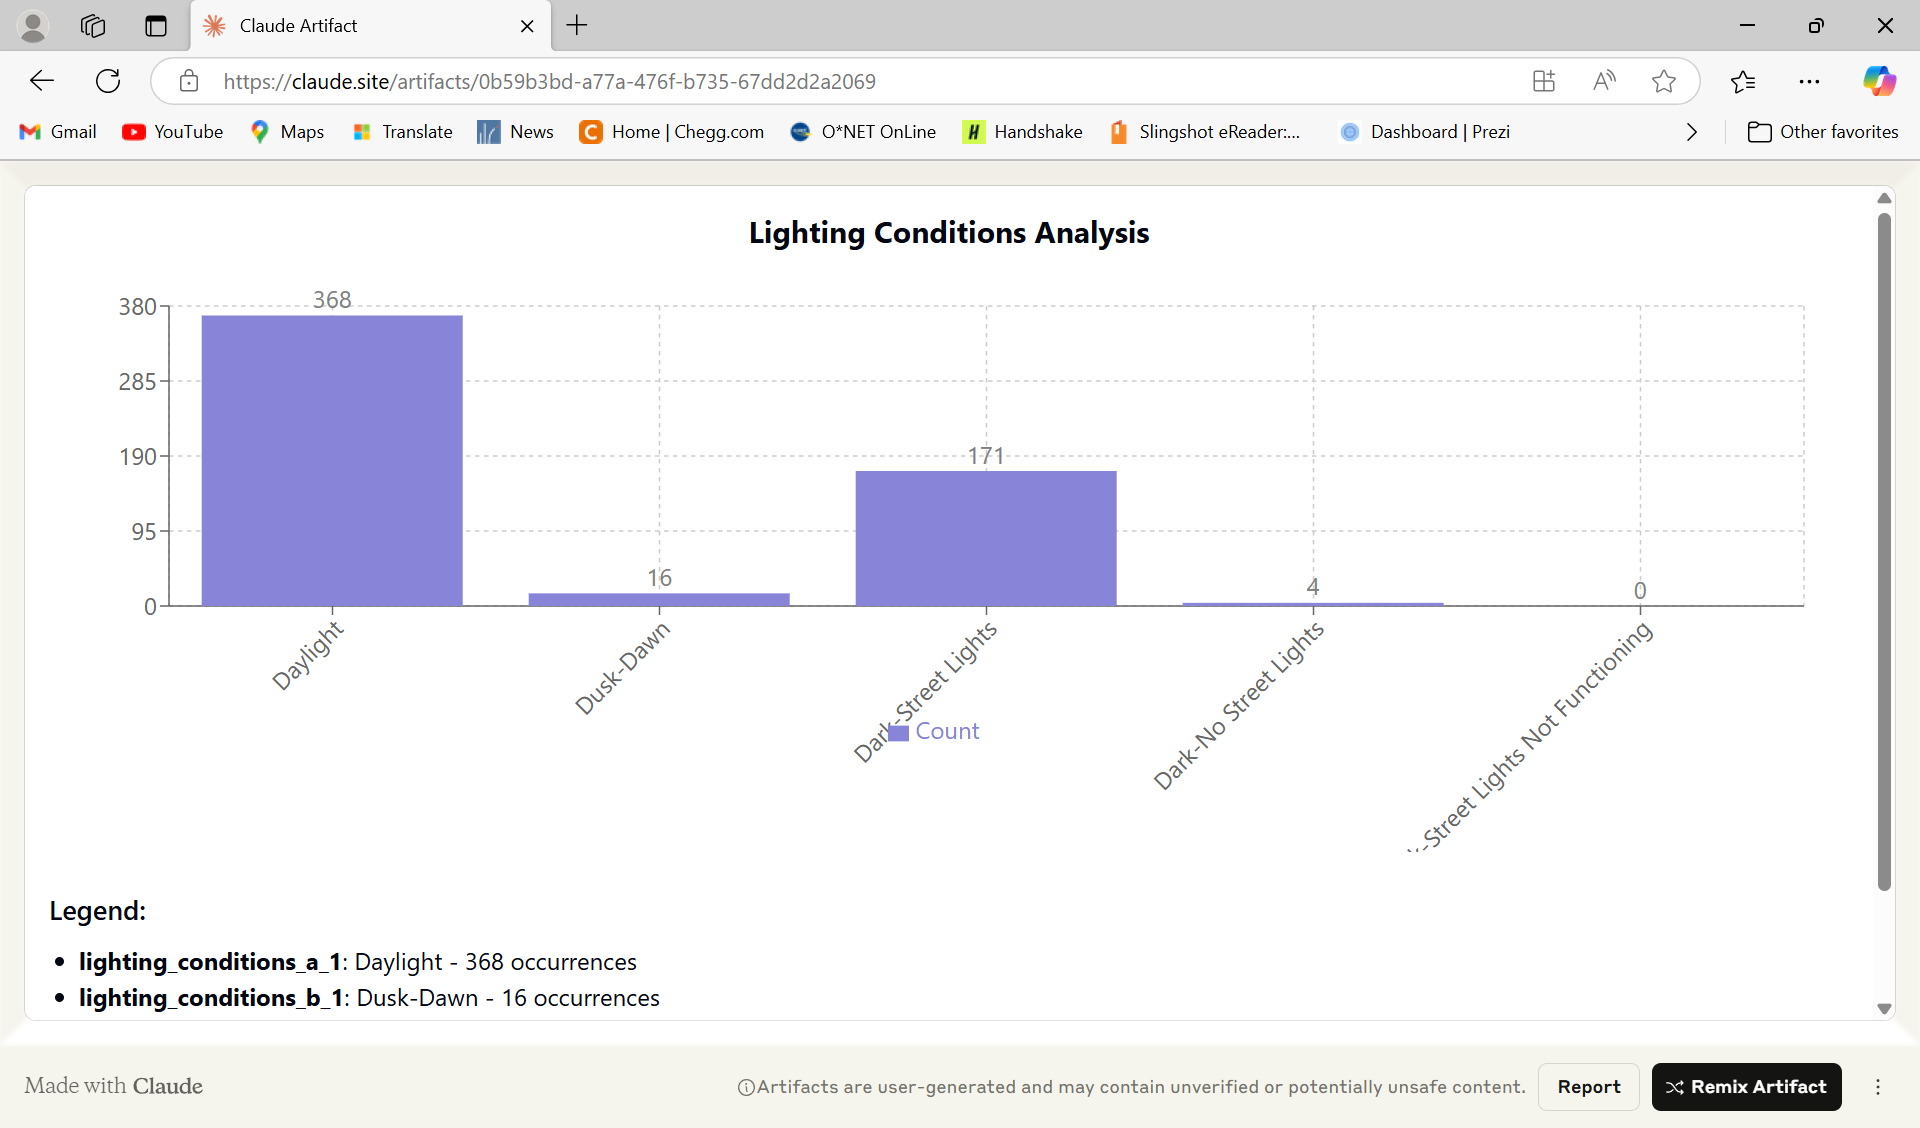 Claude Artifact
https://claude.site/artifacts/0b59b3bd-a77a-476f-b735-67dd2d2a2069
Gmail YouTube Maps Translate News Home | Chegg.com O*NET OnLine Handshake Slingshot eReader:... Dashboard | Prezi Other favorites
Lighting Conditions Analysis
380
285
190
95
0
368
16
171
4
0
Daylight
Dusk-Dawn
Dark-Street Lights
Dark-No Street Lights
-Street Lights Not Functioning
Count
Legend:
lighting_conditions_a_1: Daylight - 368 occurrences
lighting_conditions_b_1: Dusk-Dawn - 16 occurrences
Made with Claude
Artifacts are user-generated and may contain unverified or potentially unsafe content.
Report
Remix Artifact